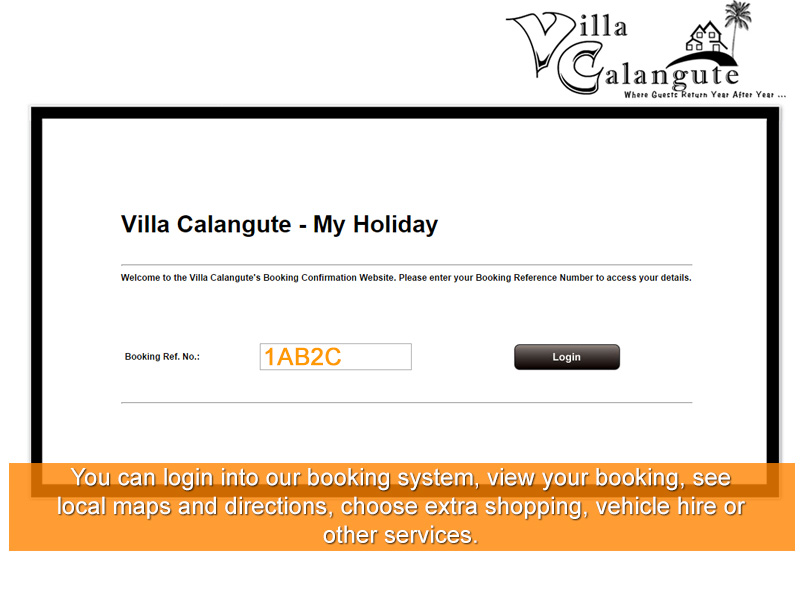 Villa
Calangute
Where Guests Return Year After Year ...
Villa Calangute - My Holiday
Welcome to the Villa Calangute's Booking Confirmation Website. Please enter your Booking Reference Number to access your details.
Booking Ref. No.:
1AB2C
Login
You can login into our booking system, view your booking, see
local maps and directions, choose extra shopping, vehicle hire or
other services.